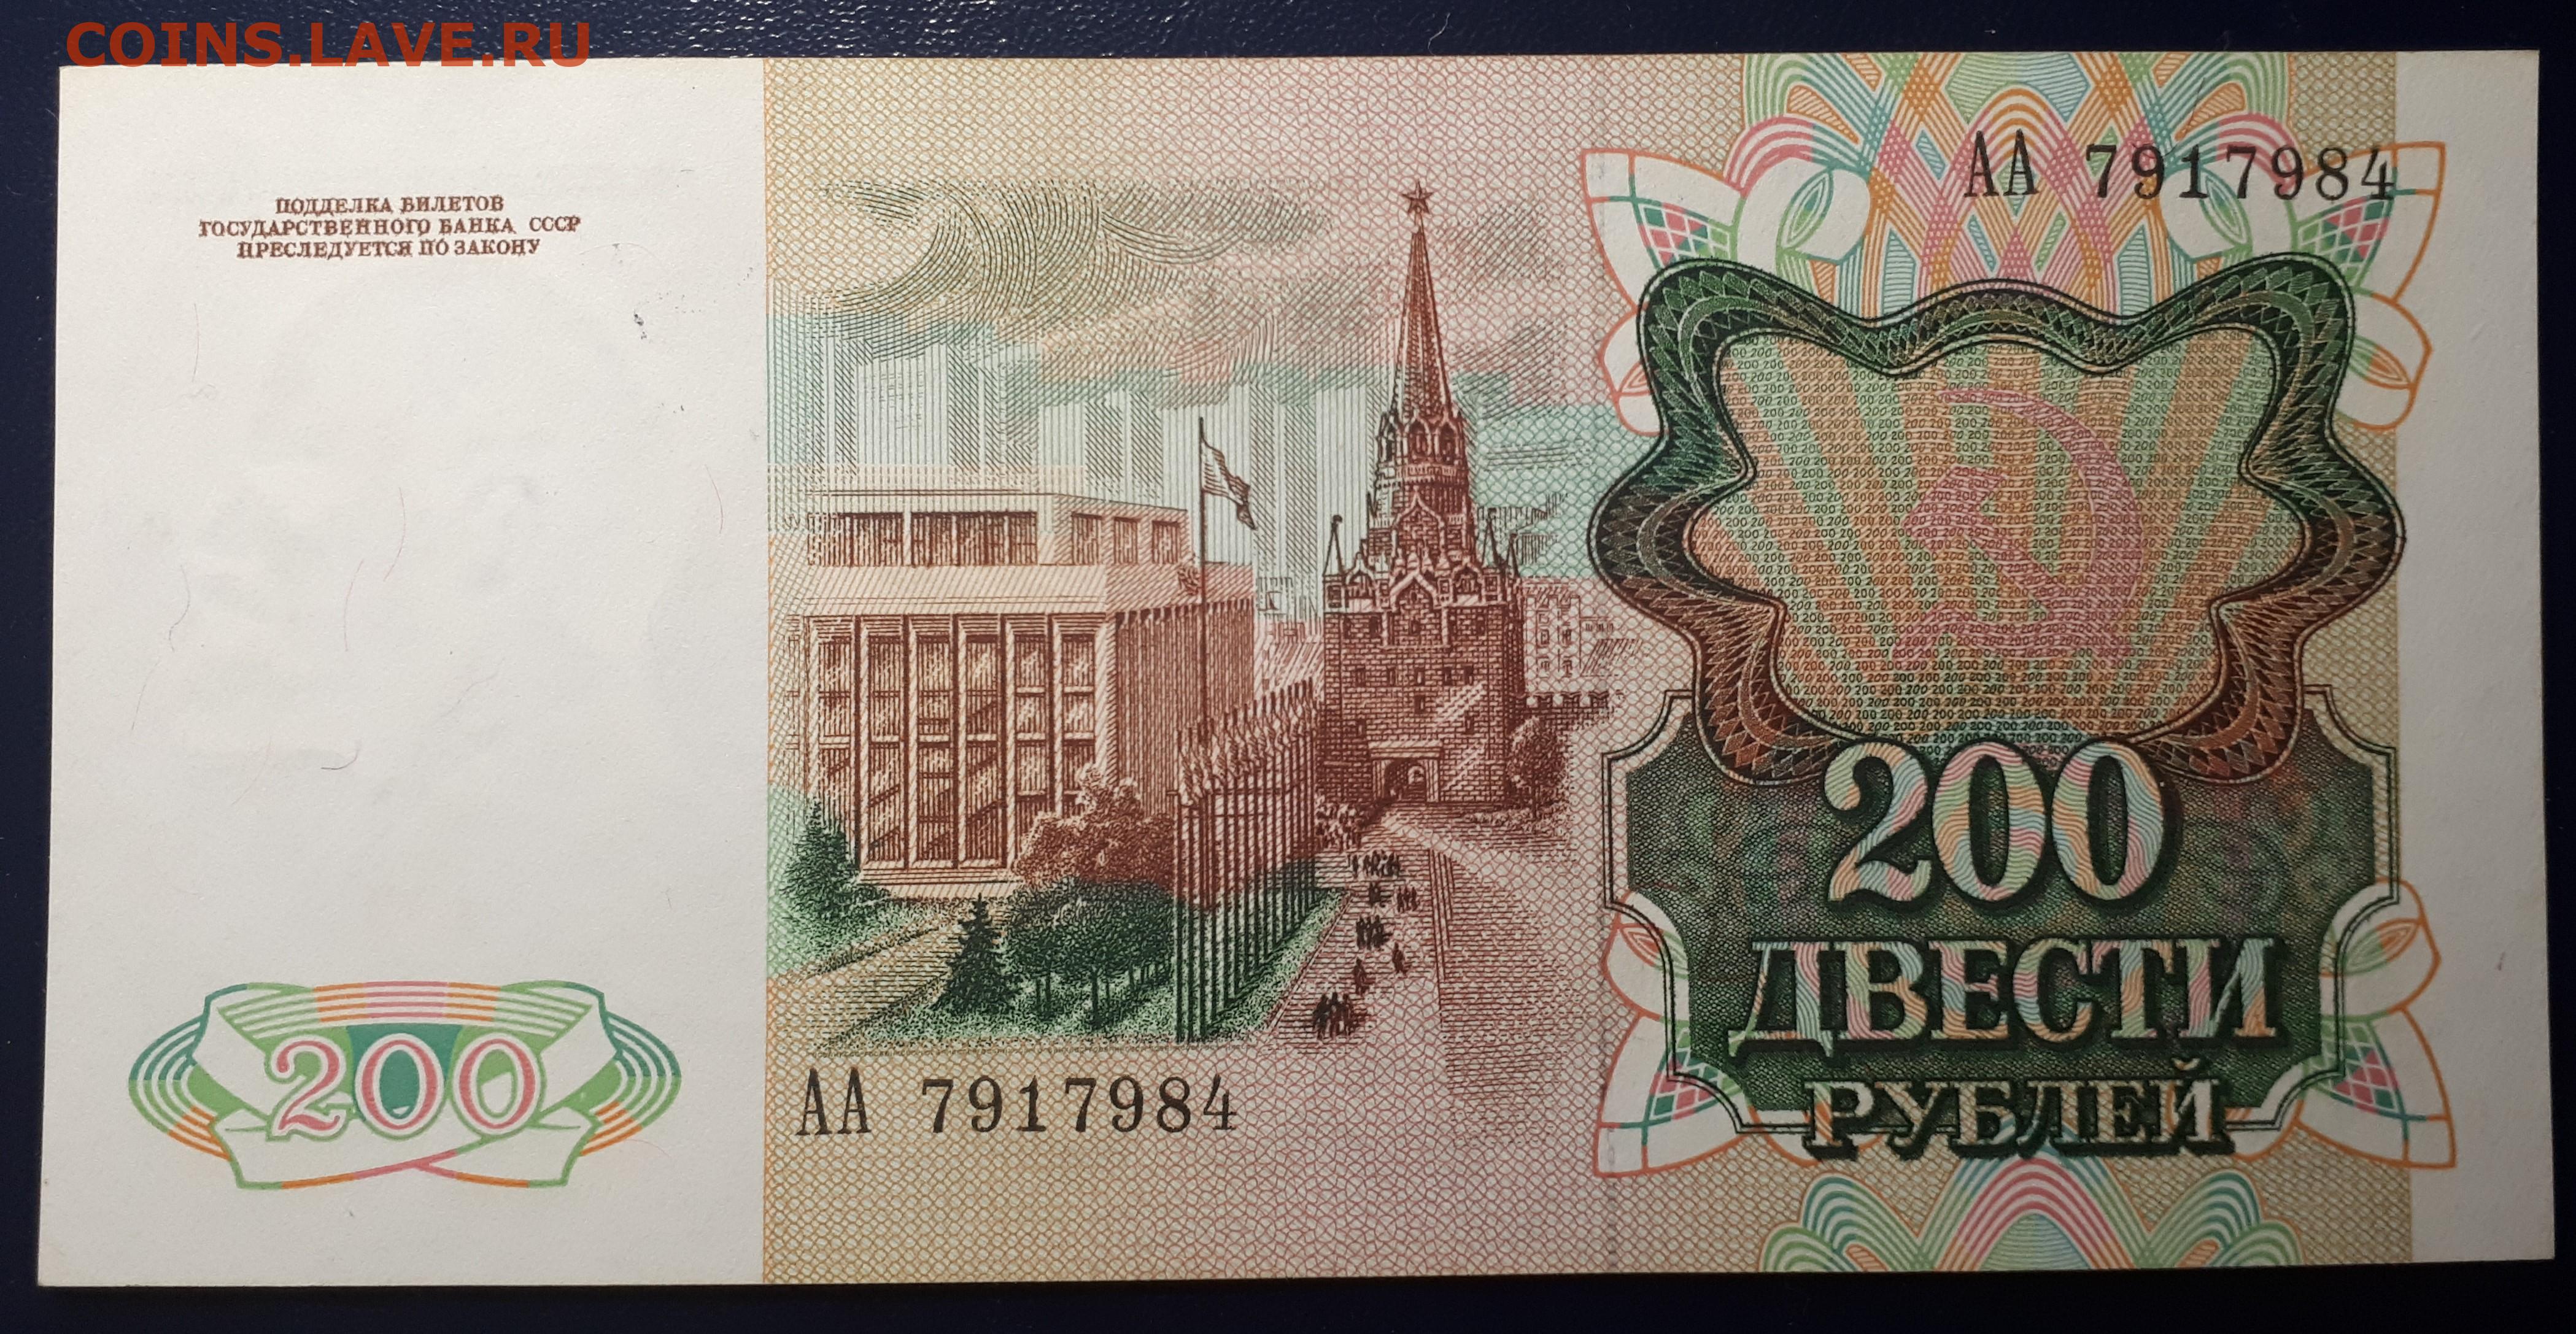 COINS.LAVE.RU
ПОДДЕЛКА БИЛЕТОВ
ГОСУДАРСТВЕННОГО БАНКА СССР
ПРЕСЛЕДУЕТСЯ ПО ЗАКОНУ
АА 7917984
200
ДВЕСТИ
РУБЛЕЙ
200
АА 7917984